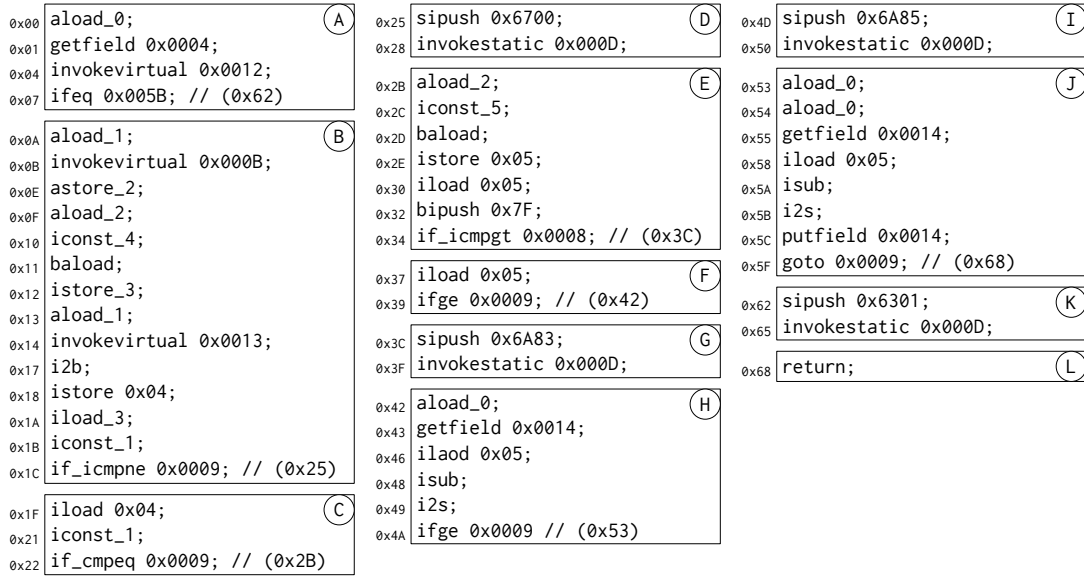 A
0x00 aload_0;
0x01 getfield 0x0004;
0x04 invokevirtual 0x0012;
0x07 ifeq 0x005B; // (0x62)
B
0x0A aload_1;
0x0B invokevirtual 0x000B;
0x0E astore_2;
0x0F aload_2;
0x10 iconst_4;
0x11 baload;
0x12 istore_3;
0x13 aload_1;
0x14 invokevirtual 0x0013;
0x17 i2b;
0x18 istore 0x04;
0x1A iload_3;
0x1B iconst_1;
0x1C if_icmpne 0x0009; // (0x25)
C
0x1F iload 0x04;
0x21 iconst_1;
0x22 if_cmpeq 0x0009; // (0x2B)
D
0x25 sipush 0x6700;
0x28 invokestatic 0x000D;
E
0x2B aload_2;
0x2C iconst_5;
0x2D baload;
0x2E istore 0x05;
0x30 iload 0x05;
0x32 bipush 0x7F;
0x34 if_icmpgt 0x0008; // (0x3C)
F
0x37 iload 0x05;
0x39 ifge 0x0009; // (0x42)
G
0x3C sipush 0x6A83;
0x3F invokestatic 0x000D;
H
0x42 aload_0;
0x43 getfield 0x0014;
0x46 ilaod 0x05;
0x48 isub;
0x49 i2s;
0x4A ifge 0x0009 // (0x53)
I
0x4D sipush 0x6A85;
0x50 invokestatic 0x000D;
J
0x53 aload_0;
0x54 aload_0;
0x55 getfield 0x0014;
0x58 iload 0x05;
0x5A isub;
0x5B i2s;
0x5C putfield 0x0014;
0x5F goto 0x0009; // (0x68)
K
0x62 sipush 0x6301;
0x65 invokestatic 0x000D;
L
0x68 return;